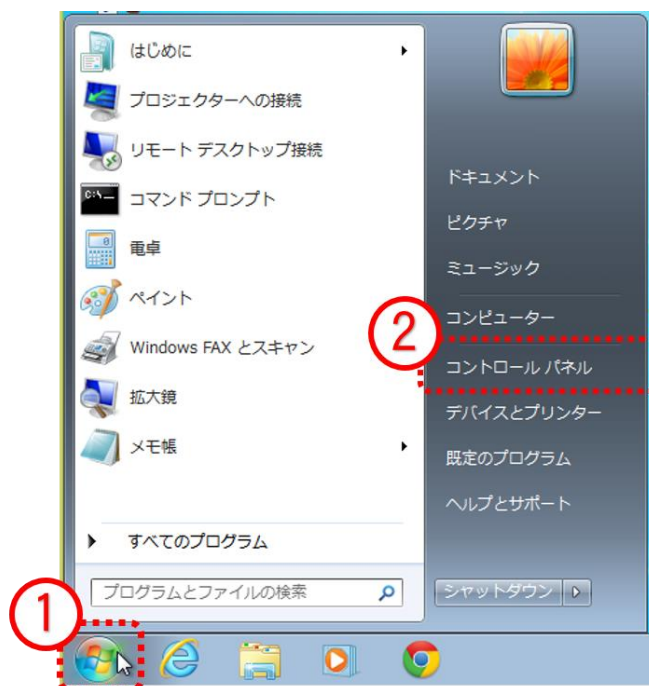 はじめに
プロジェクターへの接続
リモート デスクトップ接続
C:\_
コマンド プロンプト
電卓
ペイント
Windows FAX とスキャン
拡大鏡
メモ帳
すべてのプログラム
プログラムとファイルの検索
ドキュメント
ピクチャ
ミュージック
コンピューター
2
コントロール パネル
デバイスとプリンター
既定のプログラム
ヘルプとサポート
シャットダウン
1